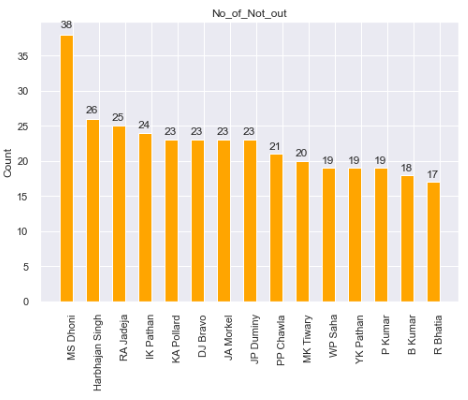 No_of_Not_out
38
26
25
24
23
23
23
23
21
20
19
19
19
18
17
35
30
25
20
15
10
5
0
Count
MS Dhoni
Harbhajan Singh
RA Jadeja
IK Pathan
KA Pollard
DJ Bravo
JA Morkel
JP Duminy
PP Chawla
MK Tiwary
WP Saha
YK Pathan
P Kumar
B Kumar
R Bhatia